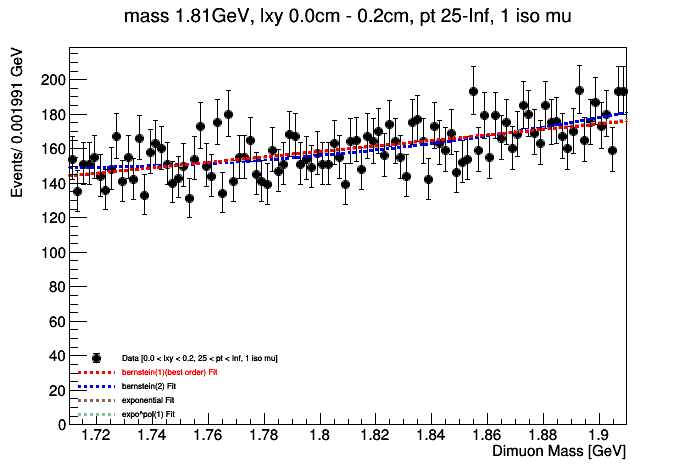 mass 1.81GeV, lxy 0.0cm - 0.2cm, pt 25-Inf, 1 iso mu
Events/ 0.001991 GeV
200
180
160
140
120
100
80
60
40
20
0
Data [0.0 < lxy < 0.2, 25 < pt < Inf, 1 iso mu]
bernstein(1)(best order) Fit
bernstein(2) Fit
exponential Fit
expo*pol(1) Fit
1.72 1.74 1.76 1.78 1.8 1.82 1.84 1.86 1.88 1.9
Dimuon Mass [GeV]